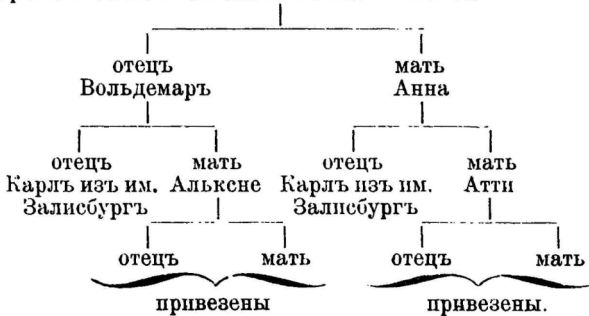 отецъ мать
Вольдемаръ Анна
отецъ мать отецъ мать
Карлъ изъ им. Альксне Карлъ изъ им. Атти
Залисбургъ Залисбургъ
отецъ мать отецъ мать
привезены привезены.